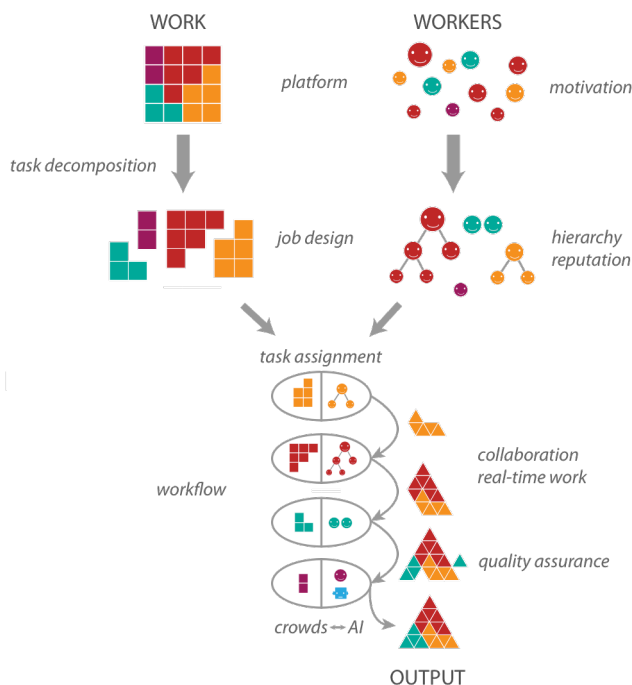 WORK
WORKERS
platform
motivation
task decomposition
job design
hierarchy
reputation
task assignment
collaboration
real-time work
workflow
quality assurance
crowds ↔ AI
OUTPUT